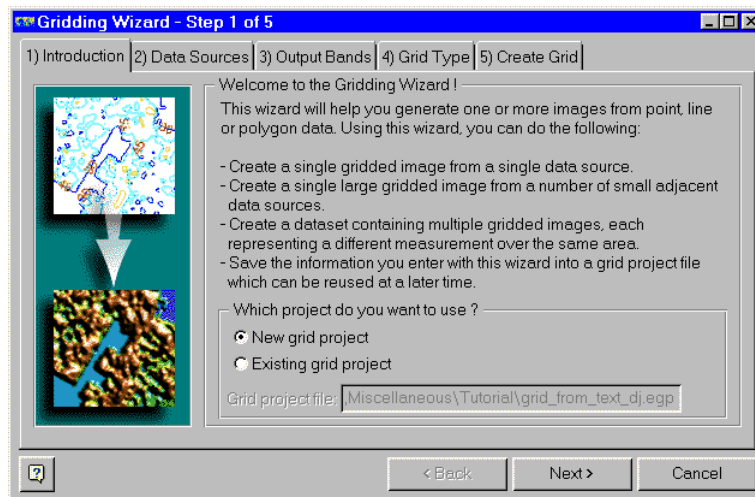 Gridding Wizard - Step 1 of 5
1) Introduction 2) Data Sources 3) Output Bands 4) Grid Type 5) Create Grid
Welcome to the Gridding Wizard !
This wizard will help you generate one or more images from point, line
or polygon data. Using this wizard, you can do the following:
- Create a single gridded image from a single data source.
- Create a single large gridded image from a number of small adjacent
data sources.
- Create a dataset containing multiple gridded images, each
representing a different measurement over the same area.
- Save the information you enter with this wizard into a grid project file
which can be reused at a later time.
Which project do you want to use ?
New grid project
Existing grid project
Grid project file: ,Miscellaneous\Tutorial\grid_from_text_dj.egp
< Back Next > Cancel